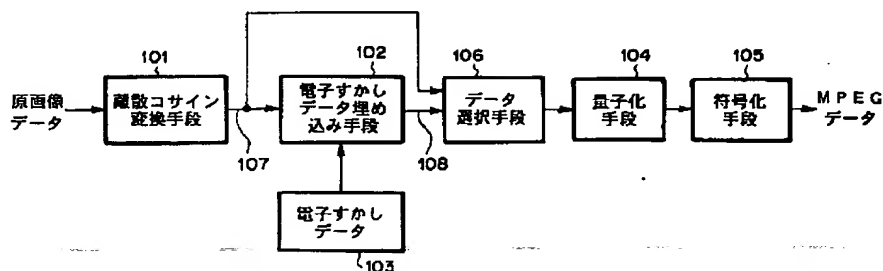 101
102
106
104
105
原画像
データ
離散コサイン
変換手段
電子すかし
データ埋め
込み手段
データ
選択手段
量子化
手段
符号化
手段
MPEG
データ
107
108
電子すかし
データ
103